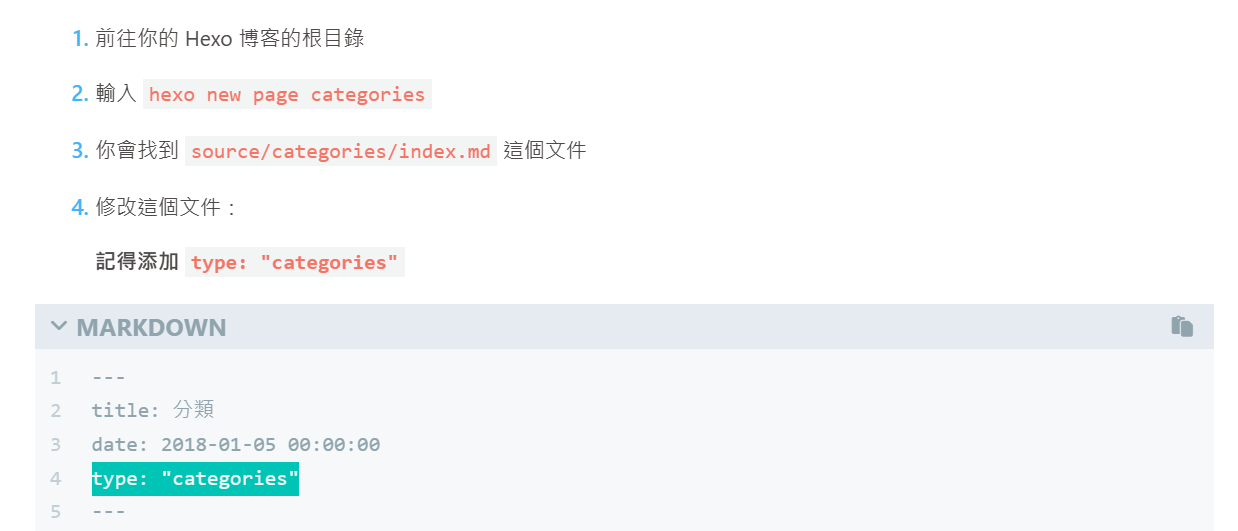 1. 前往你的 Hexo 博客的根目錄
2. 輸入 hexo new page categories
3. 你會找到 source/categories/index.md 這個文件
4. 修改這個文件：
記得添加 type: "categories"
MARKDOWN
1 ---
2 title: 分類
3 date: 2018-01-05 00:00:00
4 type: "categories"
5 ---